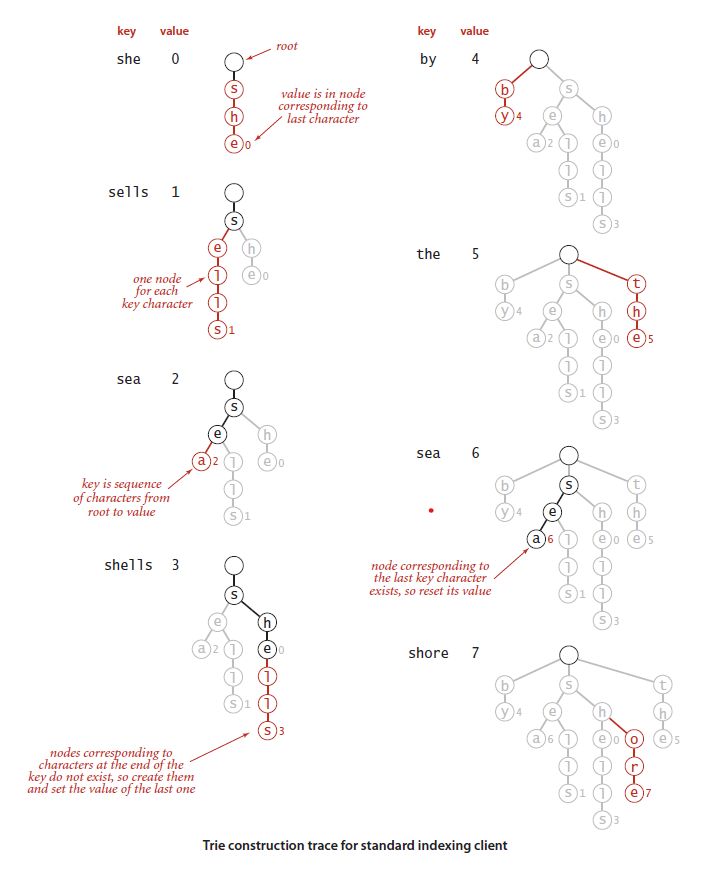 key value
she 0
root
s
h
e 0
value is in node
corresponding to
last character
sells 1
s
e h
l e 0
l
s 1
one node
for each
key character
sea 2
s
e h
a 2 l e 0
l
s 1
key is sequence
of characters from
root to value
shells 3
s
e h
a 2 l e 0
l l
s 1 l
s 3
nodes corresponding to
characters at the end of the
key do not exist, so create them
and set the value of the last one
key value
by 4
b s
y 4 e h
a 2 l e 0
l l
s 1 l
s 3
the 5
b s t
y 4 e h h
a 2 l e 0 e 5
l l
s 1 l
s 3
sea 6
b s t
y 4 e h h
a 6 l e 0 e 5
l l
s 1 l
s 3
node corresponding to
the last key character
exists, so reset its value
shore 7
b s t
y 4 e h h
a 6 l e 0 o e 5
l l r
s 1 l e 7
s 3
Trie construction trace for standard indexing client